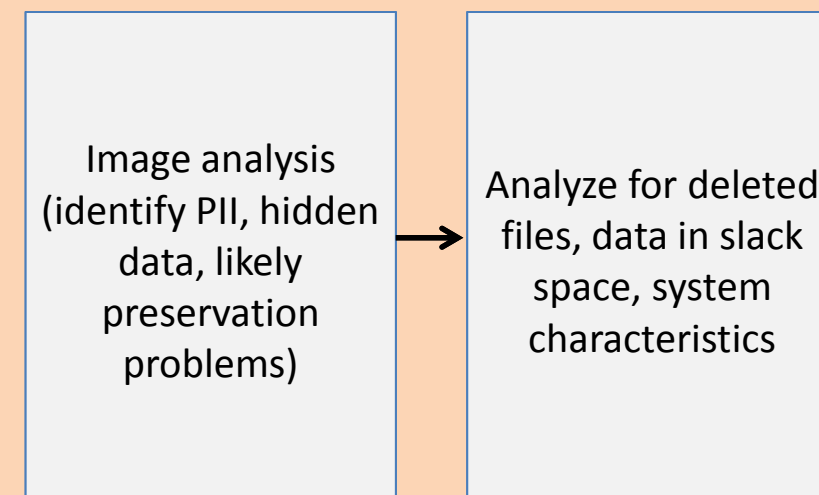 Image analysis
(identify PII, hidden
data, likely
preservation
problems)
Analyze for deleted
files, data in slack
space, system
characteristics